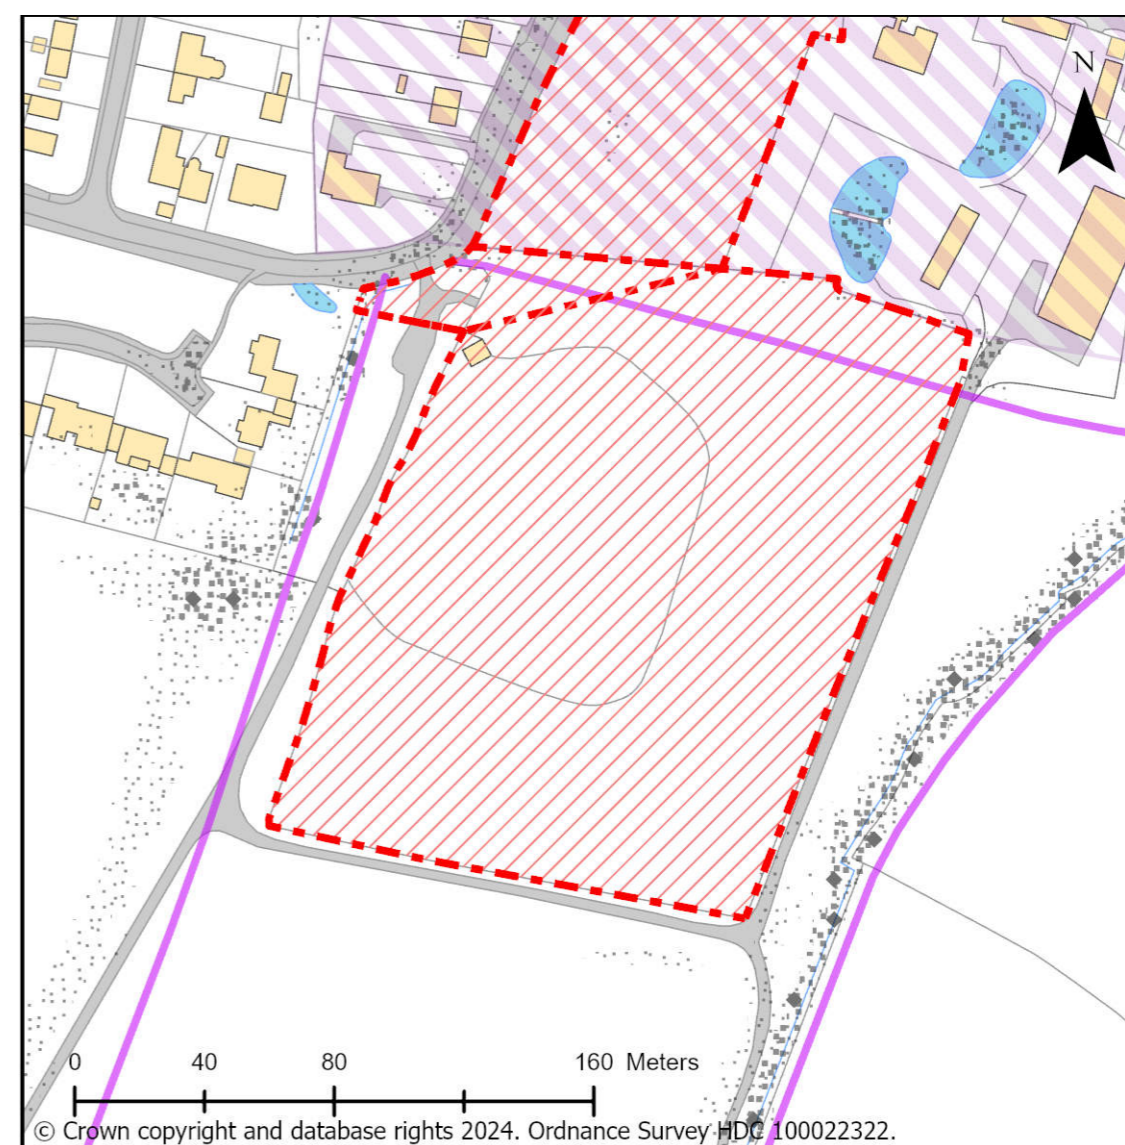 N
0 40 80 160 Meters
© Crown copyright and database rights 2024. Ordnance Survey HDC 100022322.